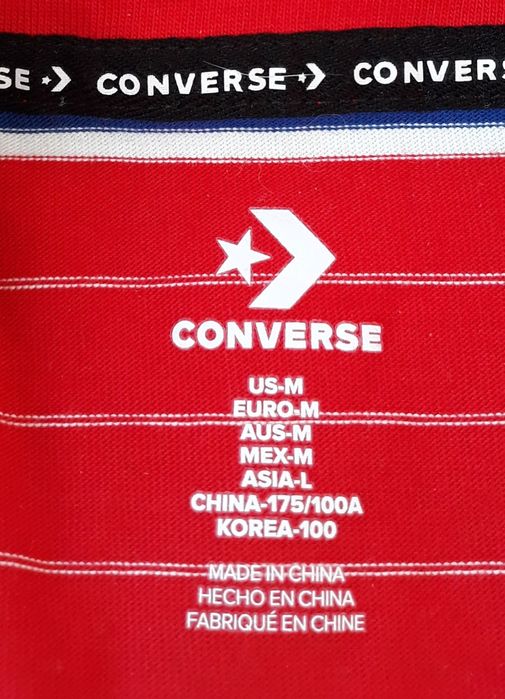 SE CONVERSE CONVERS
CONVERSE
US-M
EURO-M
AUS-M
MEX-M
ASIA-L
CHINA-175/100A
KOREA-100
MADE IN CHINA
HECHO EN CHINA
FABRIQUÉ EN CHINE